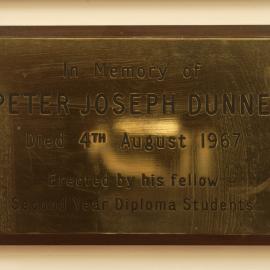 In Memory of
PETER JOSEPH DUNNE
Died 4TH August 1967
Erected by his fellow
Second Year Diploma Students